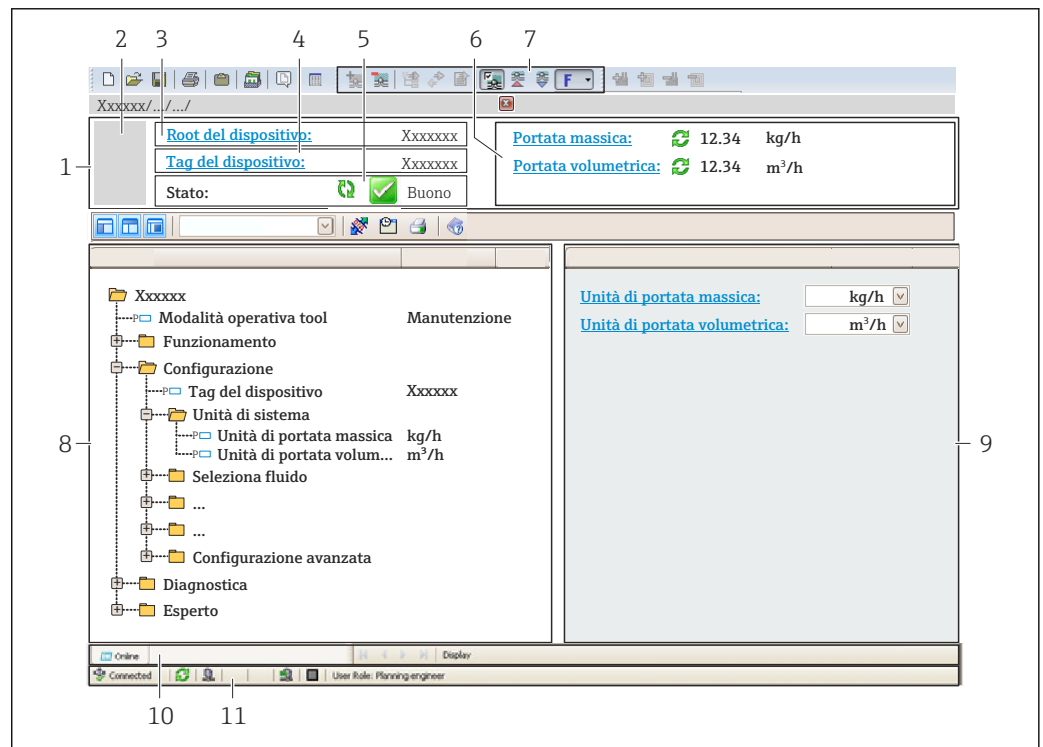 2 3 4 5 6 7
F
Xxxxxx/.../.../
1
Root del dispositivo: Xxxxxxx
Tag del dispositivo: Xxxxxxx
Stato: Buono
Portata massica: 12.34 kg/h
Portata volumetrica: 12.34 m³/h
Xxxxxx
P Modalità operativa tool Manutenzione
Funzionamento
Configurazione
P Tag del dispositivo Xxxxxx
Unità di sistema
P Unità di portata massica kg/h
P Unità di portata volum... m³/h
Seleziona fluido
...
...
Configurazione avanzata
Diagnostica
Esperto
8
Unità di portata massica: kg/h
Unità di portata volumetrica: m³/h
9
Online Display
Connected User Role: Planning engineer
10 11